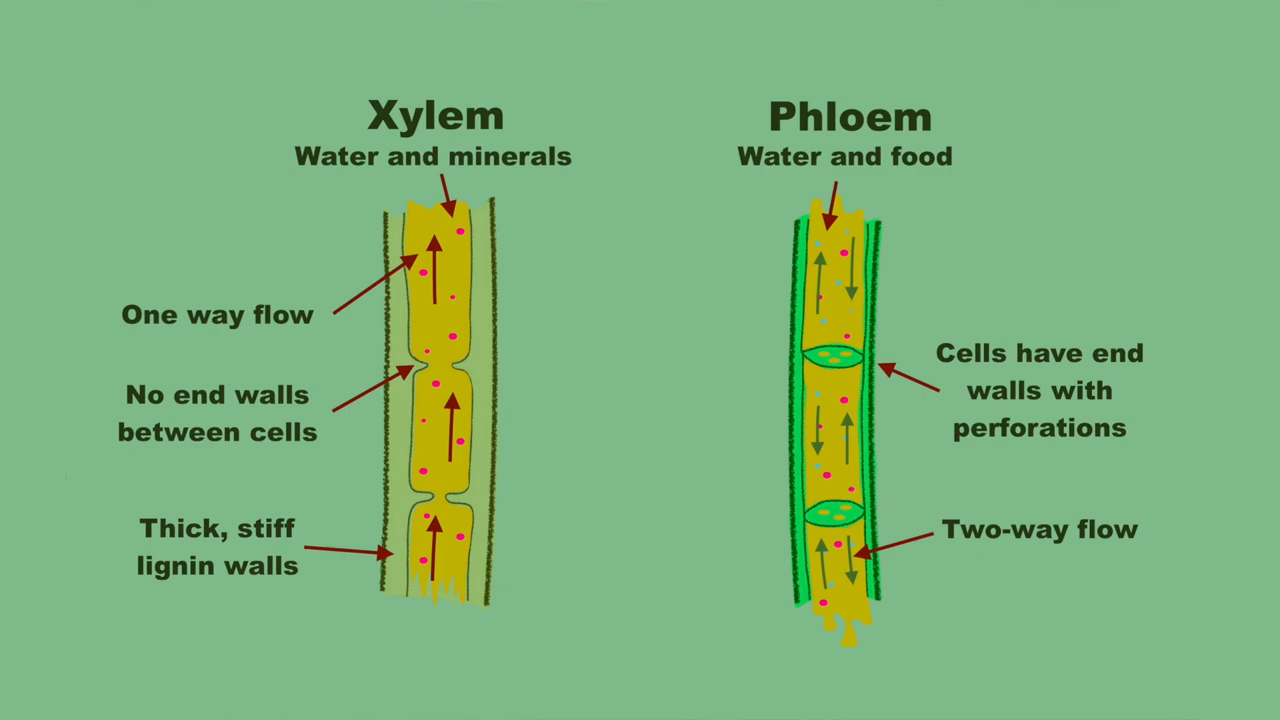 Xylem
Water and minerals
One way flow
No end walls
between cells
Thick, stiff
lignin walls
Phloem
Water and food
Cells have end
walls with
perforations
Two-way flow